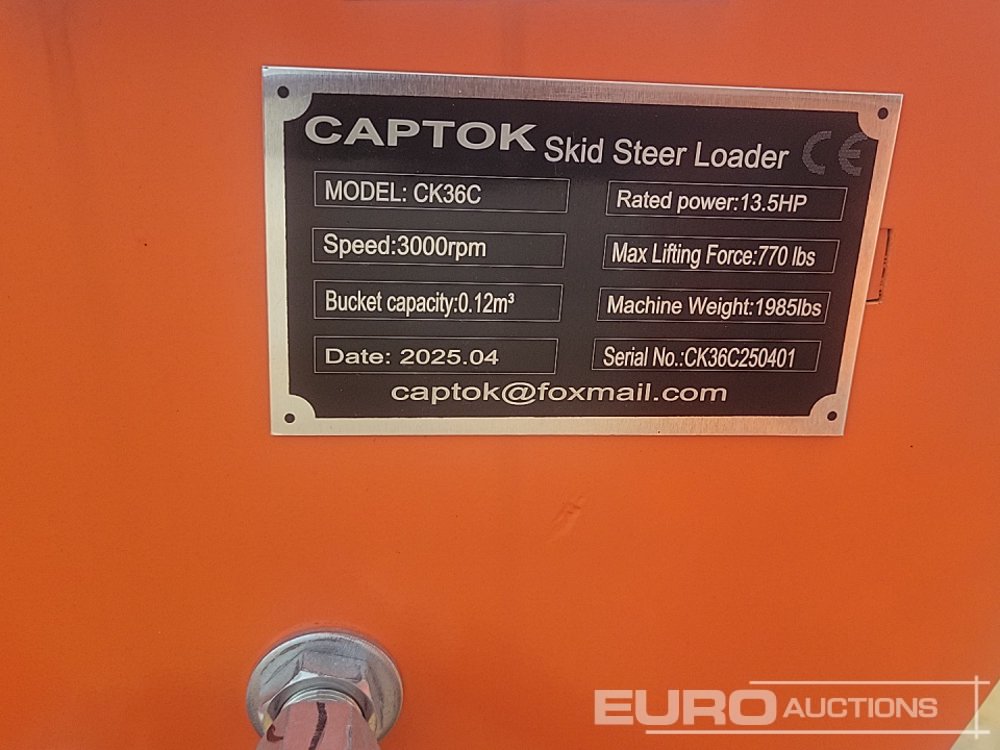 CAPTOK Skid Steer Loader CE
MODEL: CK36C
Rated power:13.5HP
Speed:3000rpm
Max Lifting Force:770 lbs
Bucket capacity:0.12m³
Machine Weight:1985lbs
Date: 2025.04
Serial No.:CK36C250401
captok@foxmail.com
EURO AUCTIONS